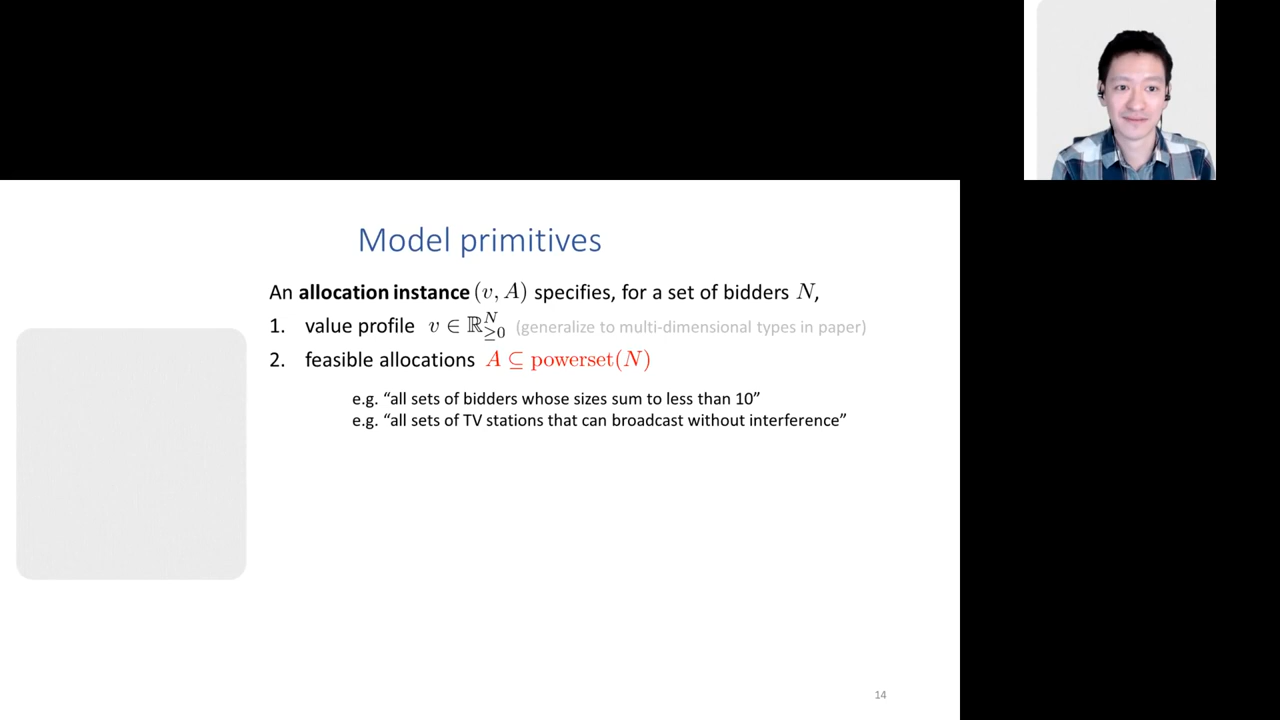 Model primitives
An allocation instance (v, A) specifies, for a set of bidders N,
1. value profile v ∈ ℝ^N_≥0 (generalize to multi-dimensional types in paper)
2. feasible allocations A ⊆ powerset(N)
e.g. “all sets of bidders whose sizes sum to less than 10”
e.g. “all sets of TV stations that can broadcast without interference”
14